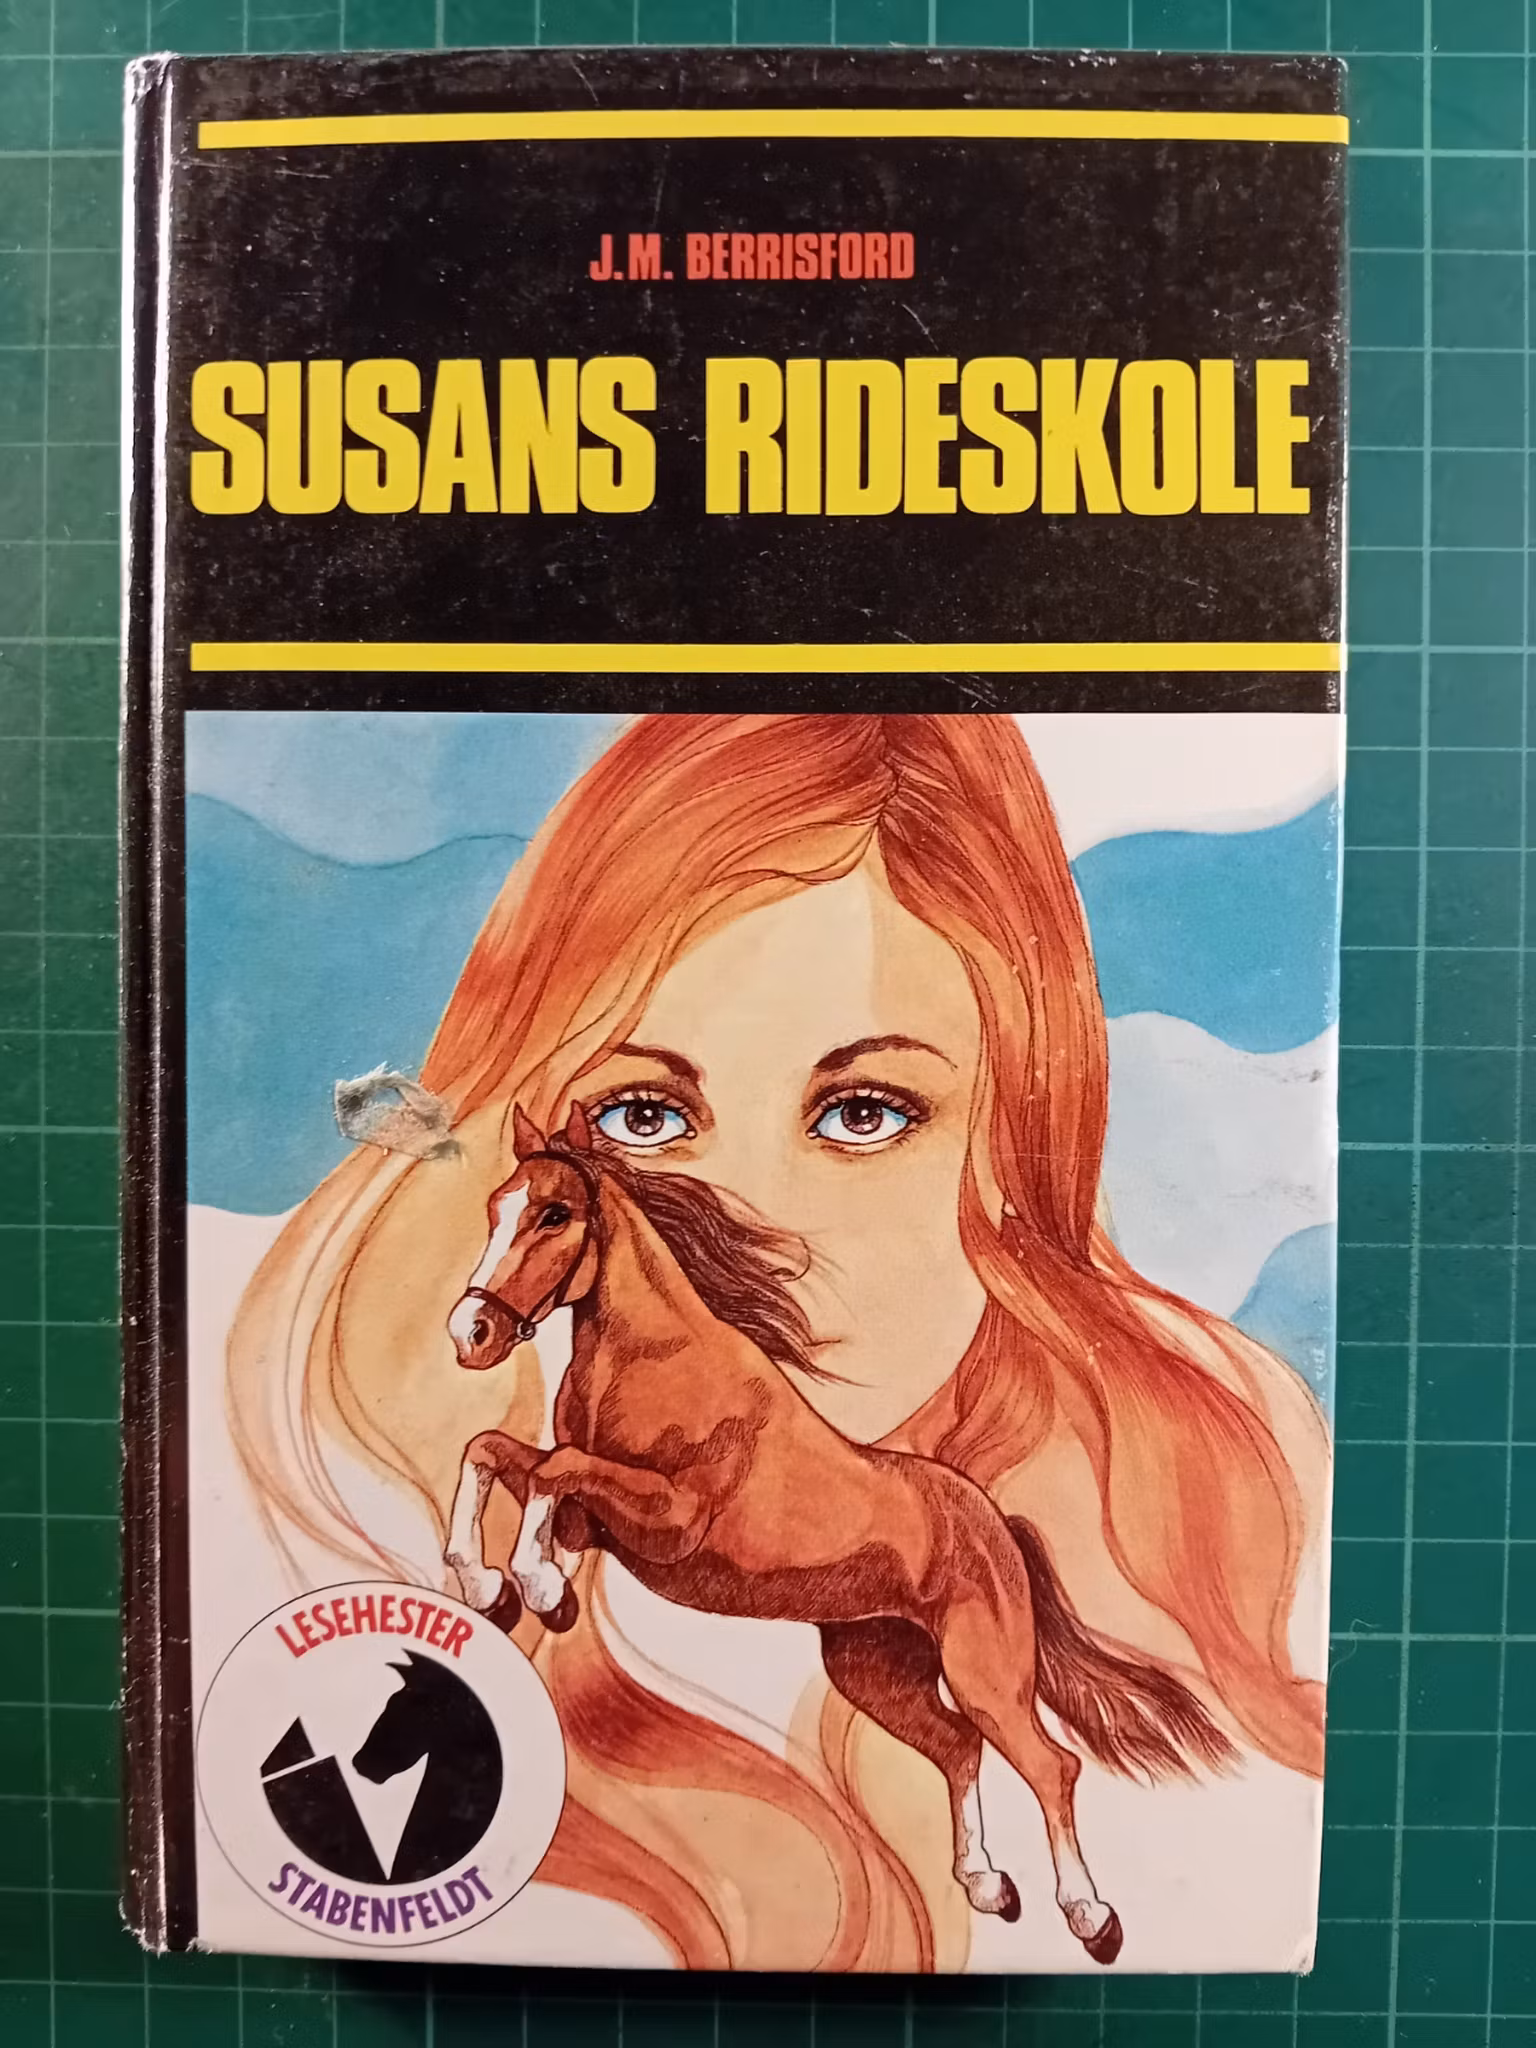 J.M. BERRISFORD
SUSANS RIDESKOLE
LESEHESTER
STABENFELDT